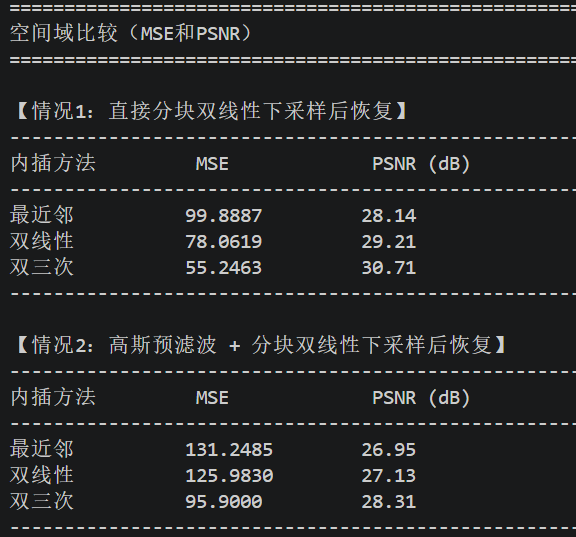 ================================================
空间域比较（MSE和PSNR）
================================================
【情况1: 直接分块双线性下采样后恢复】
------------------------------------------------
内插方法 MSE PSNR (dB)
------------------------------------------------
最近邻 99.8887 28.14
双线性 78.0619 29.21
双三次 55.2463 30.71
------------------------------------------------
【情况2: 高斯预滤波 + 分块双线性下采样后恢复】
------------------------------------------------
内插方法 MSE PSNR (dB)
------------------------------------------------
最近邻 131.2485 26.95
双线性 125.9830 27.13
双三次 95.9000 28.31
------------------------------------------------